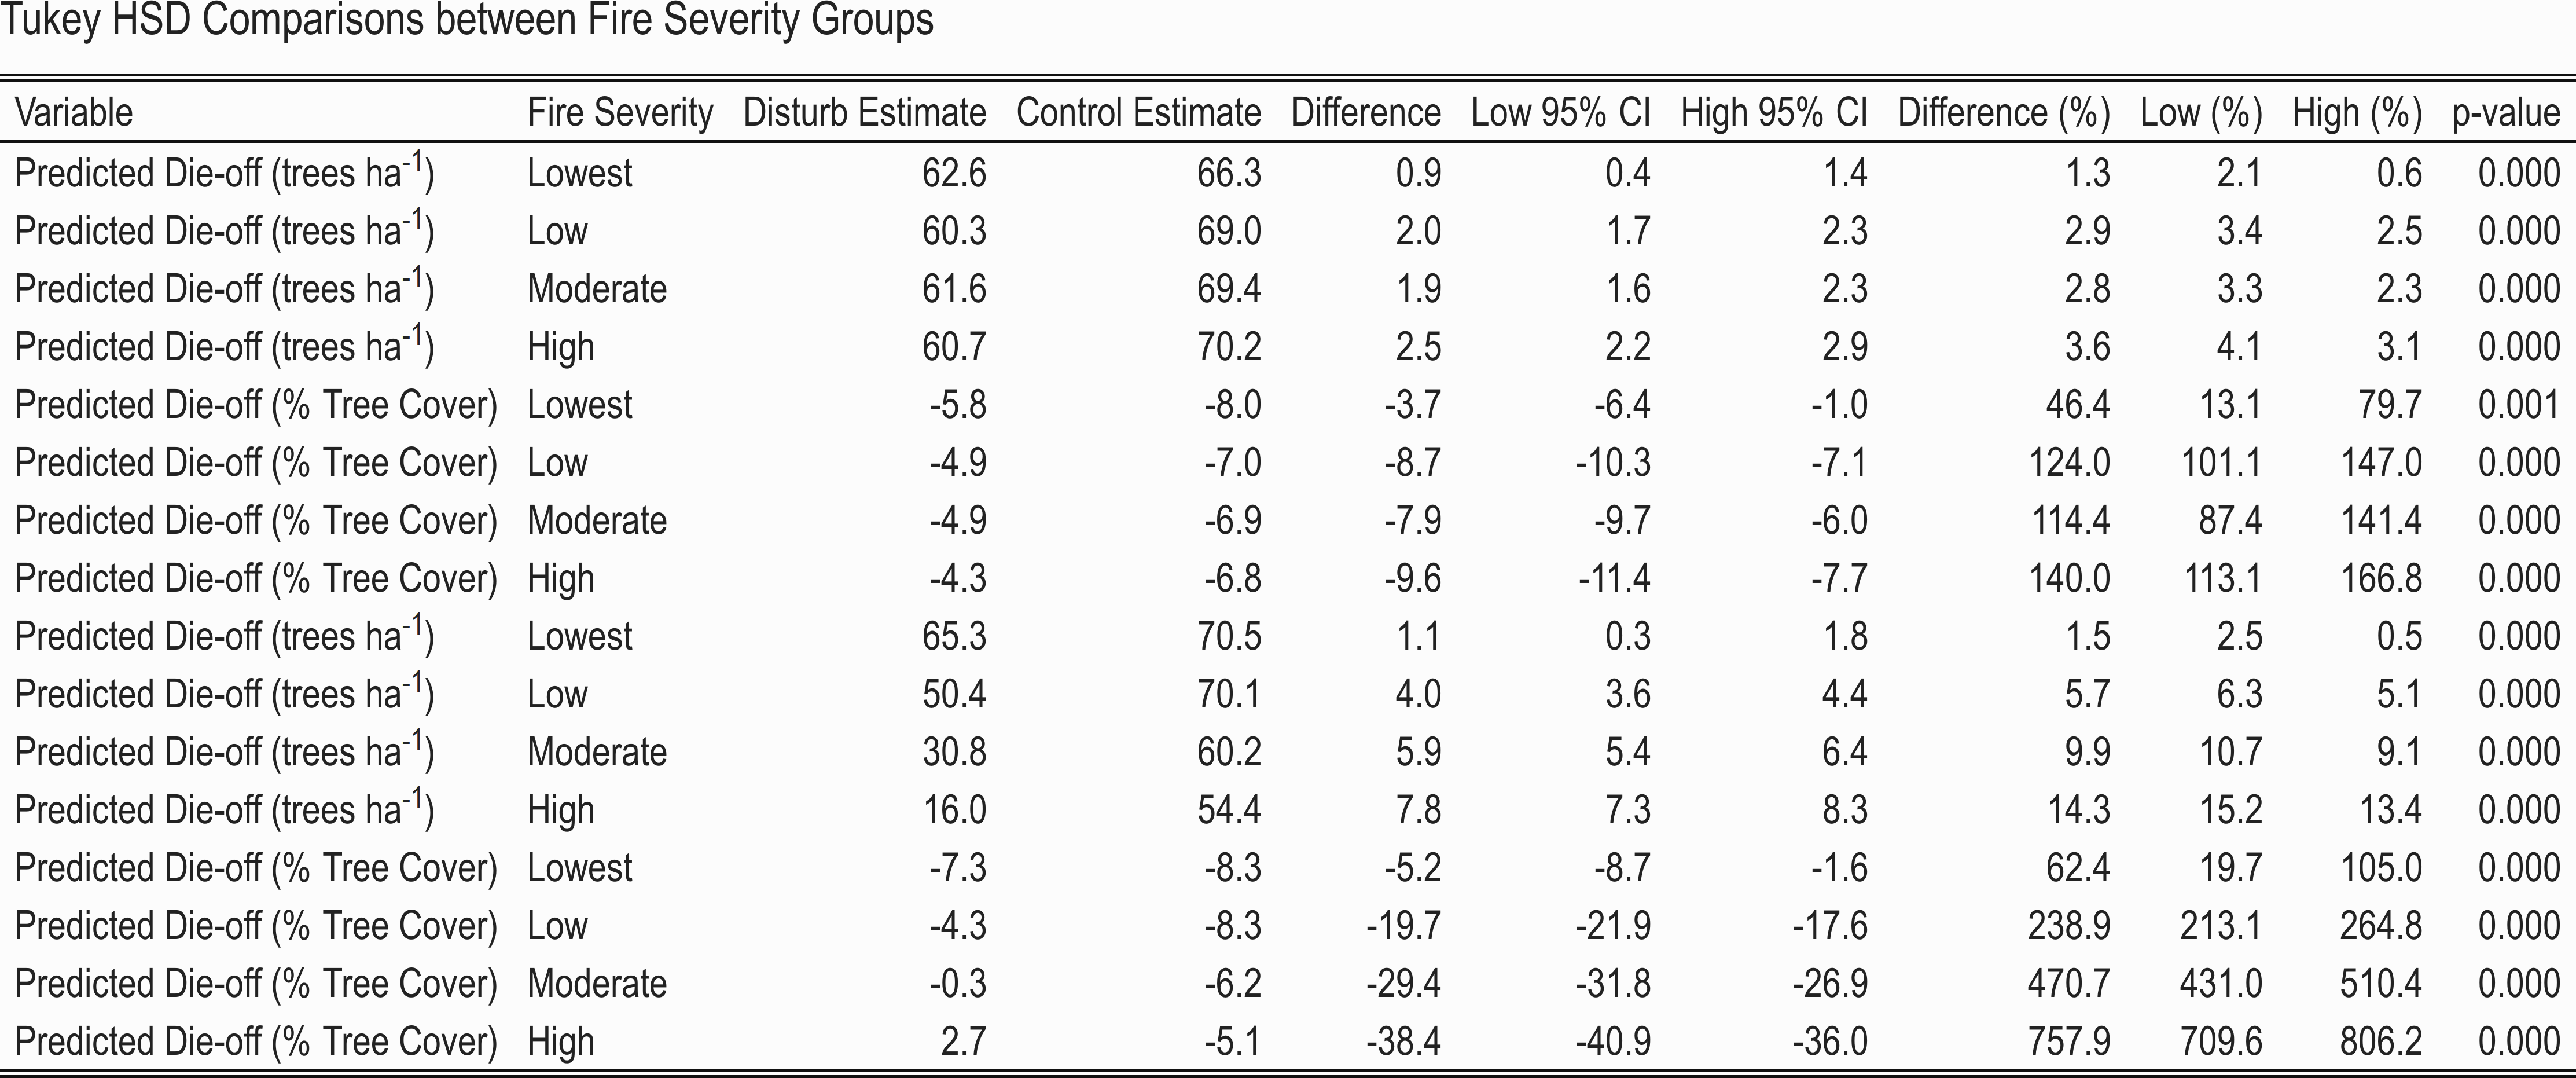 Tukey HSD Comparisons between Fire Severity Groups
Variable Fire Severity Disturb Estimate Control Estimate Difference Low 95% CI High 95% CI Difference (%) Low (%) High (%) p-value
Predicted Die-off (trees ha⁻¹) Lowest 62.6 66.3 0.9 0.4 1.4 1.3 2.1 0.6 0.000
Predicted Die-off (trees ha⁻¹) Low 60.3 69.0 2.0 1.7 2.3 2.9 3.4 2.5 0.000
Predicted Die-off (trees ha⁻¹) Moderate 61.6 69.4 1.9 1.6 2.3 2.8 3.3 2.3 0.000
Predicted Die-off (trees ha⁻¹) High 60.7 70.2 2.5 2.2 2.9 3.6 4.1 3.1 0.000
Predicted Die-off (% Tree Cover) Lowest -5.8 -8.0 -3.7 -6.4 -1.0 46.4 13.1 79.7 0.001
Predicted Die-off (% Tree Cover) Low -4.9 -7.0 -8.7 -10.3 -7.1 124.0 101.1 147.0 0.000
Predicted Die-off (% Tree Cover) Moderate -4.9 -6.9 -7.9 -9.7 -6.0 114.4 87.4 141.4 0.000
Predicted Die-off (% Tree Cover) High -4.3 -6.8 -9.6 -11.4 -7.7 140.0 113.1 166.8 0.000
Predicted Die-off (trees ha⁻¹) Lowest 65.3 70.5 1.1 0.3 1.8 1.5 2.5 0.5 0.000
Predicted Die-off (trees ha⁻¹) Low 50.4 70.1 4.0 3.6 4.4 5.7 6.3 5.1 0.000
Predicted Die-off (trees ha⁻¹) Moderate 30.8 60.2 5.9 5.4 6.4 9.9 10.7 9.1 0.000
Predicted Die-off (trees ha⁻¹) High 16.0 54.4 7.8 7.3 8.3 14.3 15.2 13.4 0.000
Predicted Die-off (% Tree Cover) Lowest -7.3 -8.3 -5.2 -8.7 -1.6 62.4 19.7 105.0 0.000
Predicted Die-off (% Tree Cover) Low -4.3 -8.3 -19.7 -21.9 -17.6 238.9 213.1 264.8 0.000
Predicted Die-off (% Tree Cover) Moderate -0.3 -6.2 -29.4 -31.8 -26.9 470.7 431.0 510.4 0.000
Predicted Die-off (% Tree Cover) High 2.7 -5.1 -38.4 -40.9 -36.0 757.9 709.6 806.2 0.000